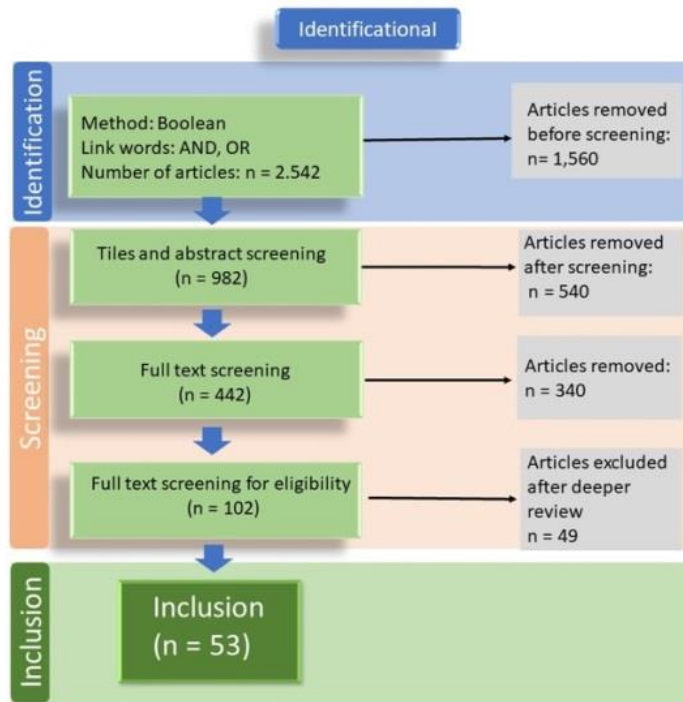 Identificational
Identification
Method: Boolean
Link words: AND, OR
Number of articles: n = 2.542
Articles removed
before screening:
n= 1,560
Screening
Tiles and abstract screening
(n = 982)
Articles removed
after screening:
n = 540
Full text screening
(n = 442)
Articles removed:
n = 340
Full text screening for eligibility
(n = 102)
Articles excluded
after deeper
review
n = 49
Inclusion
Inclusion
(n = 53)